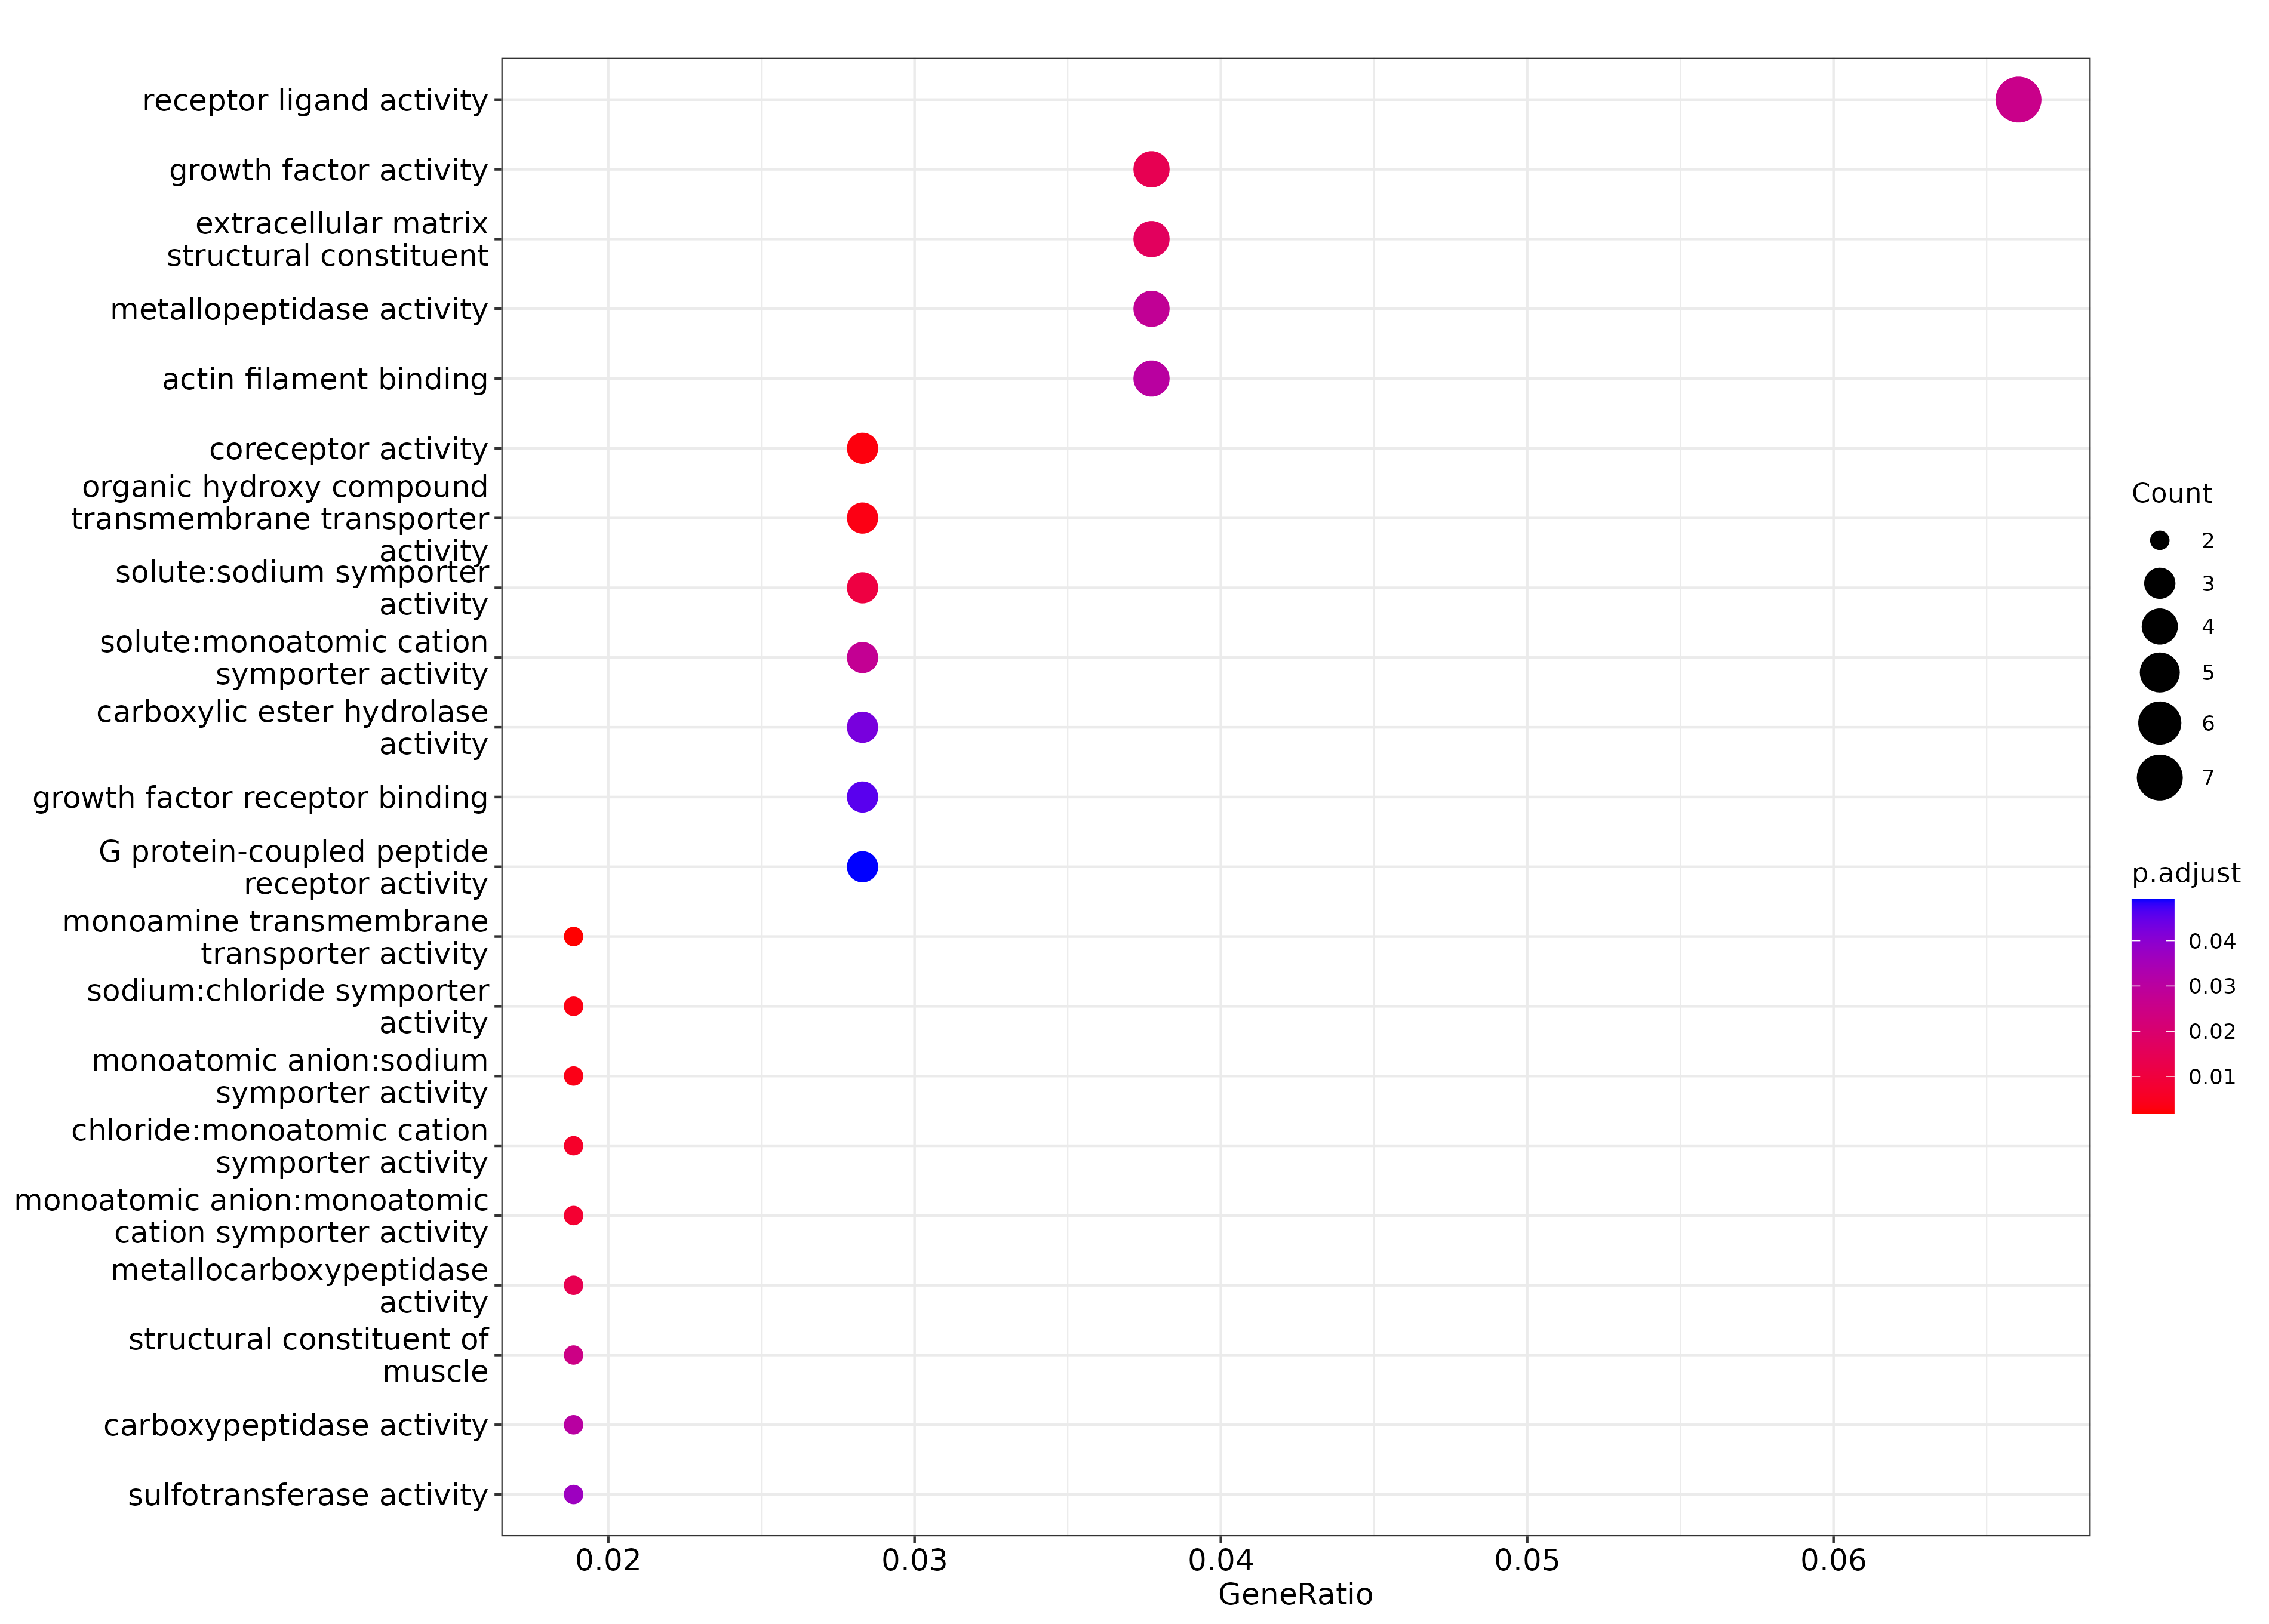 receptor ligand activity
growth factor activity
extracellular matrix
structural constituent
metallopeptidase activity
actin filament binding
coreceptor activity
organic hydroxy compound
transmembrane transporter
activity
solute:sodium symporter
activity
solute:monoatomic cation
symporter activity
carboxylic ester hydrolase
activity
growth factor receptor binding
G protein-coupled peptide
receptor activity
monoamine transmembrane
transporter activity
sodium:chloride symporter
activity
monoatomic anion:sodium
symporter activity
chloride:monoatomic cation
symporter activity
monoatomic anion:monoatomic
cation symporter activity
metallocarboxypeptidase
activity
structural constituent of
muscle
carboxypeptidase activity
sulfotransferase activity
0.02 0.03 0.04 0.05 0.06
GeneRatio
Count
2
3
4
5
6
7
p.adjust
0.04
0.03
0.02
0.01